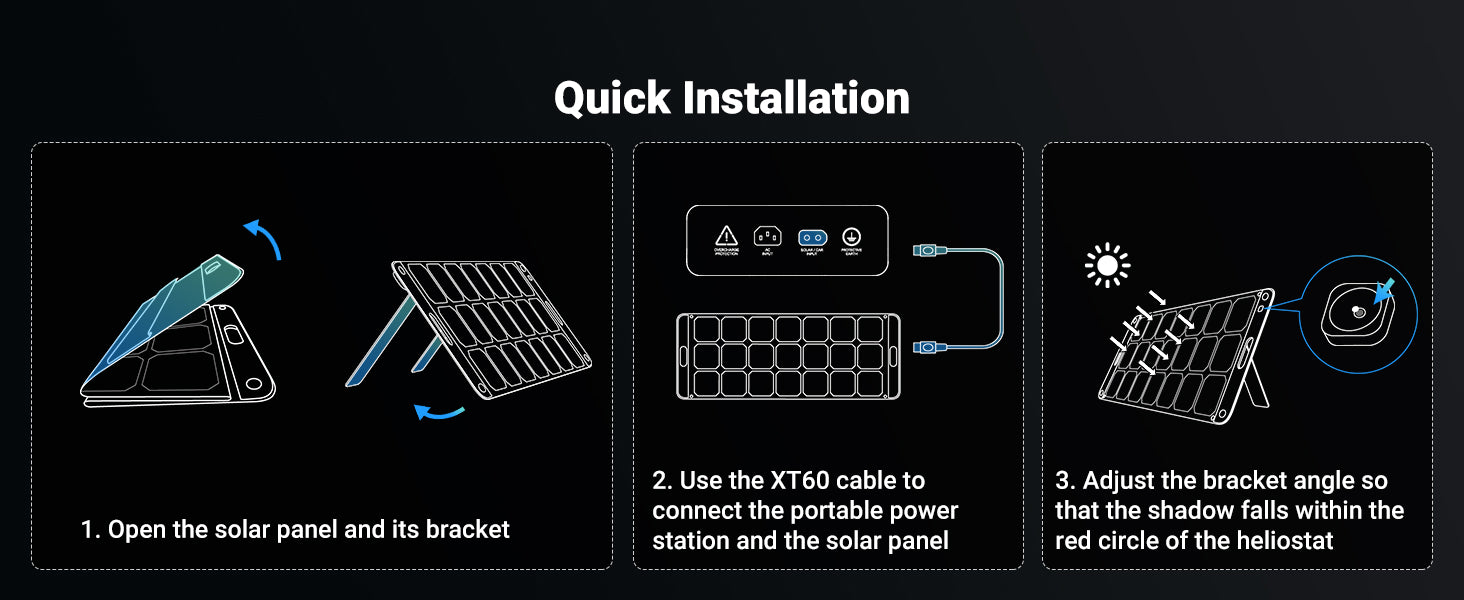 Quick Installation
OVERCHARGE
PROTECTION
AC
INPUT
SOLAR / CAR
INPUT
PROTECTIVE
EARTH
1. Open the solar panel and its bracket
2. Use the XT60 cable to
connect the portable power
station and the solar panel
3. Adjust the bracket angle so
that the shadow falls within the
red circle of the heliostat